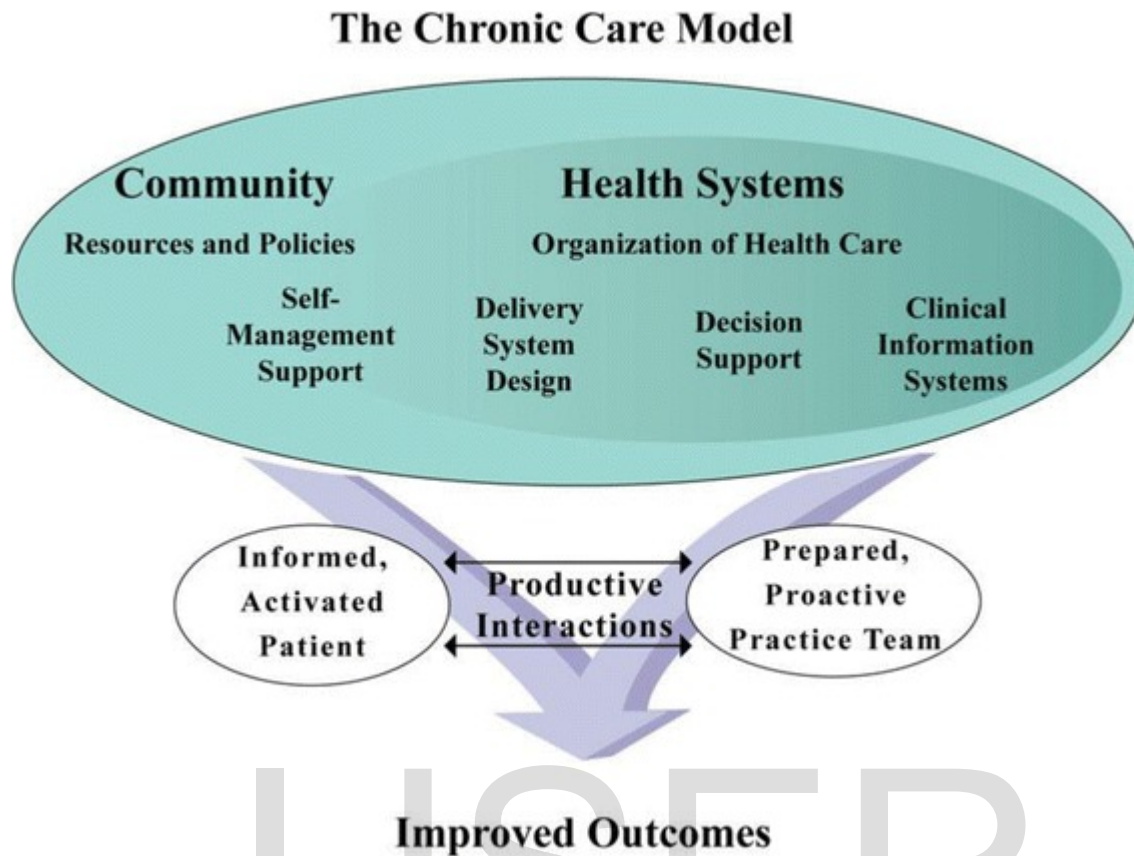 The Chronic Care Model
Community
Resources and Policies
Health Systems
Organization of Health Care
Self-
Management
Support
Delivery
System
Design
Decision
Support
Clinical
Information
Systems
Informed,
Activated
Patient
Productive
Interactions
Prepared,
Proactive
Practice Team
Improved Outcomes